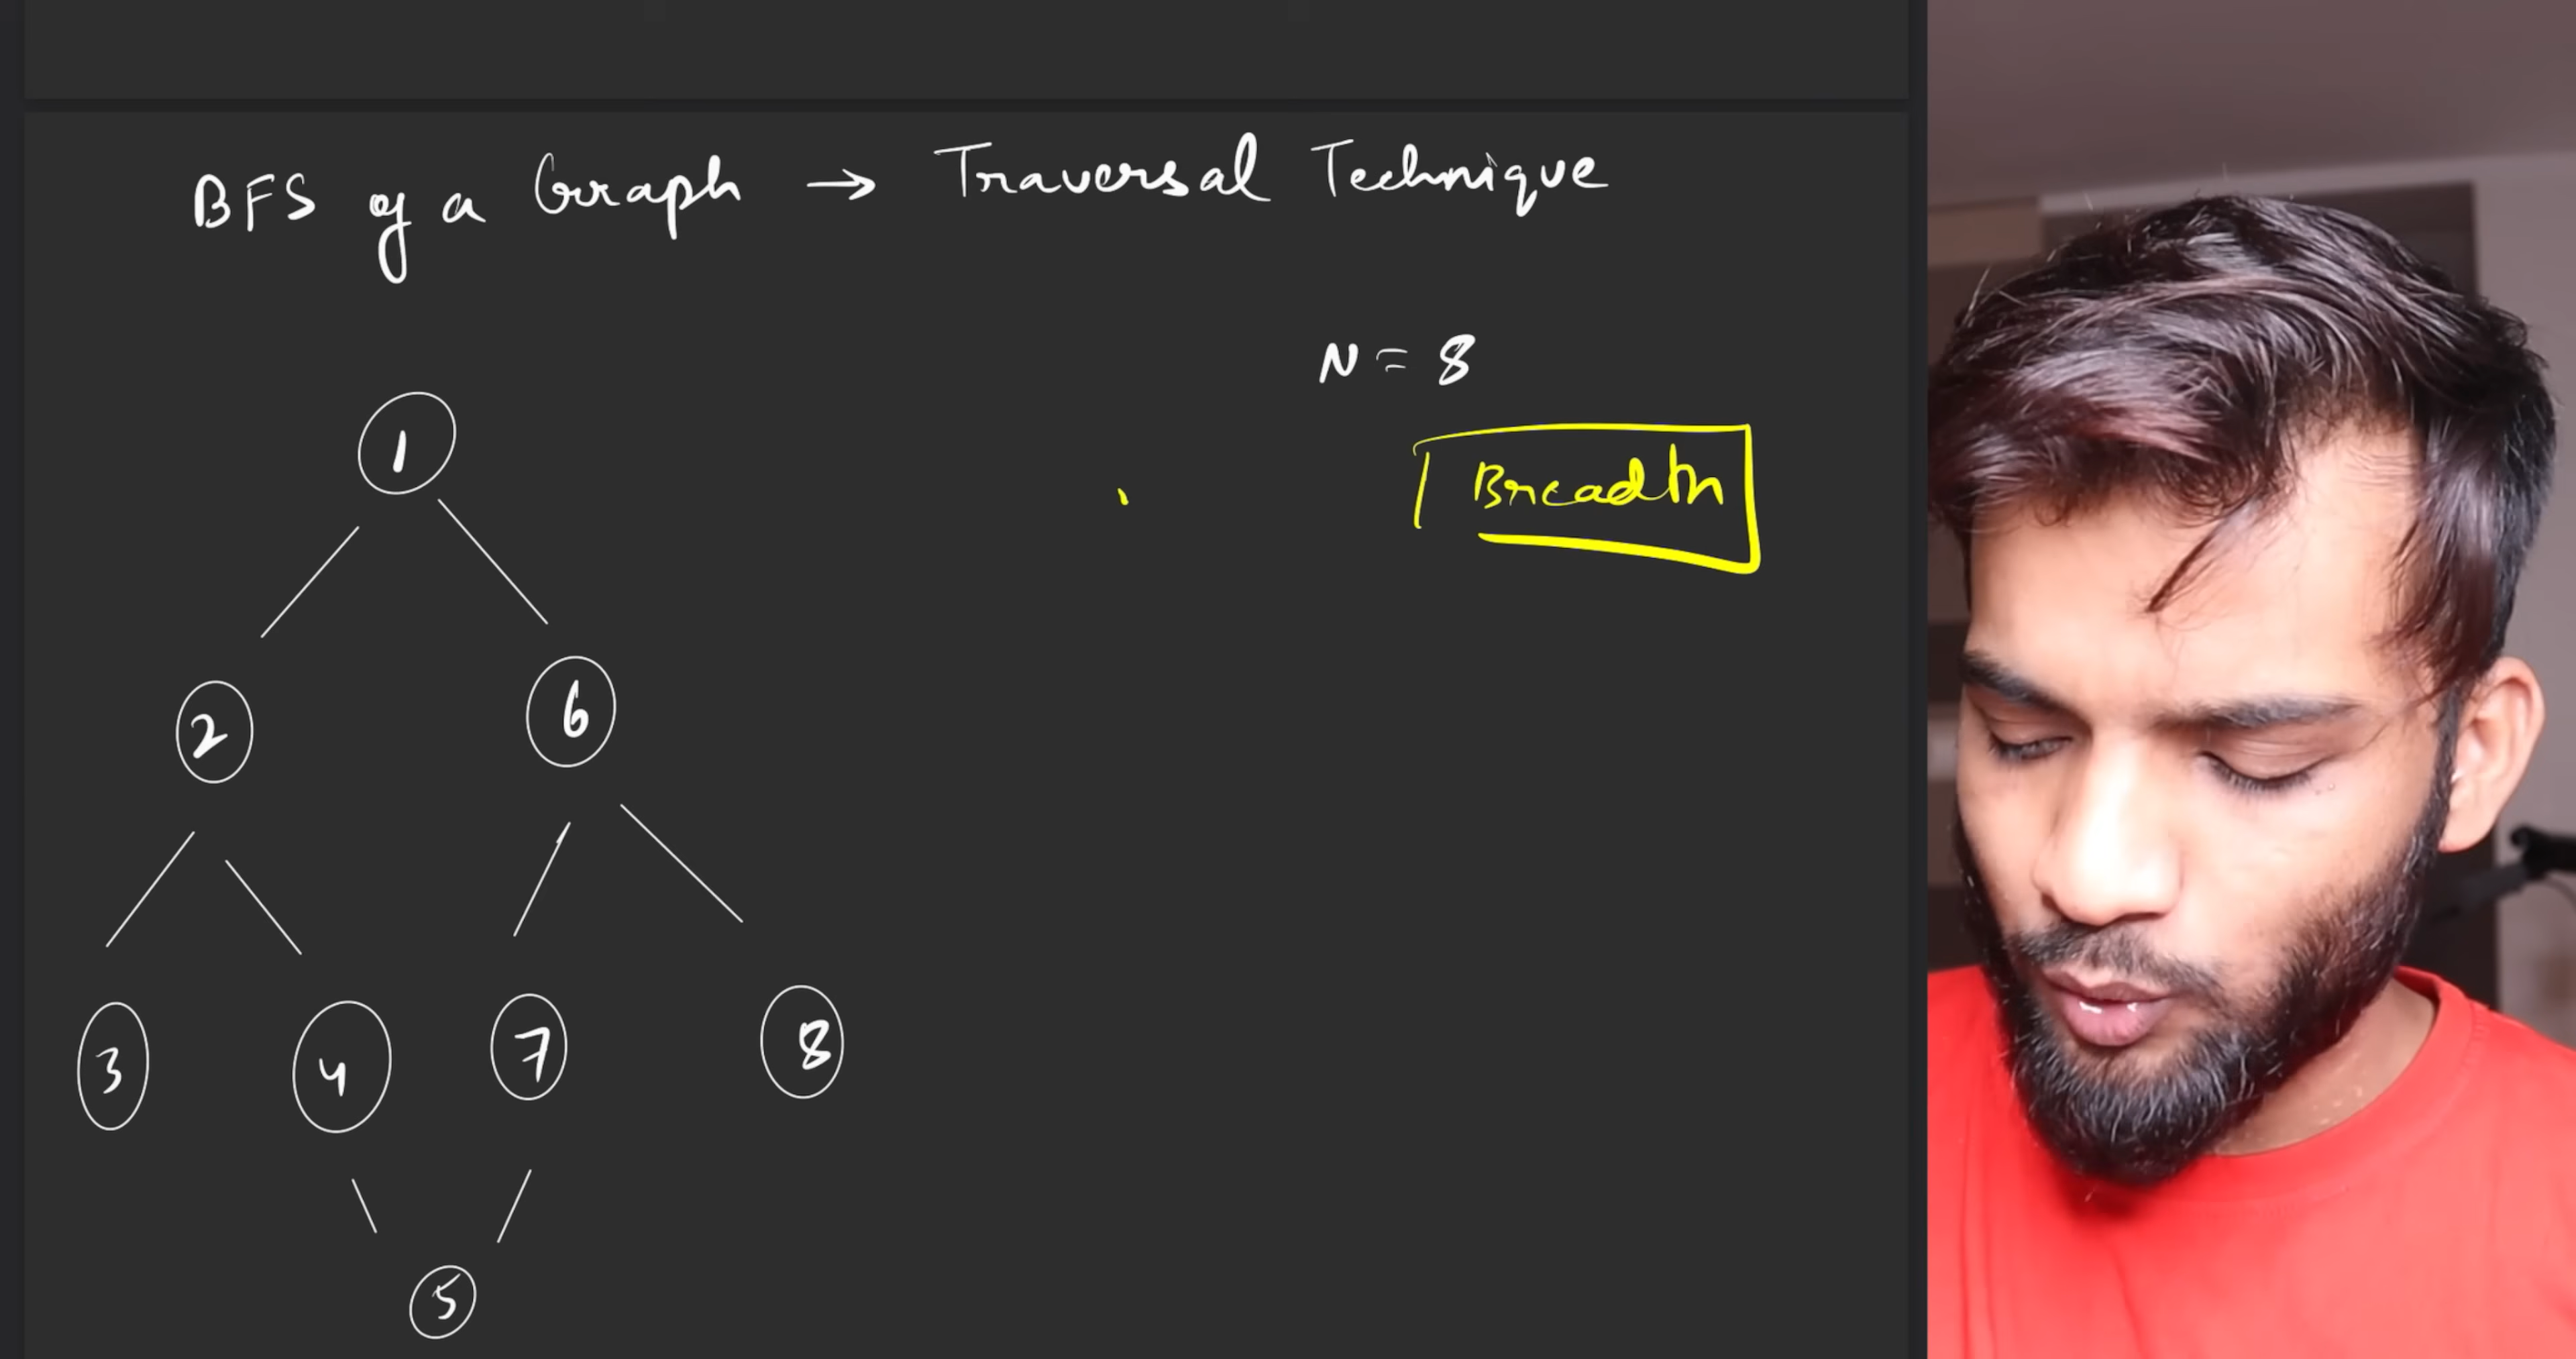 BFS of a Graph → Traversal Technique
N = 8
Breadth
1
2 6
3 4 7 8
5